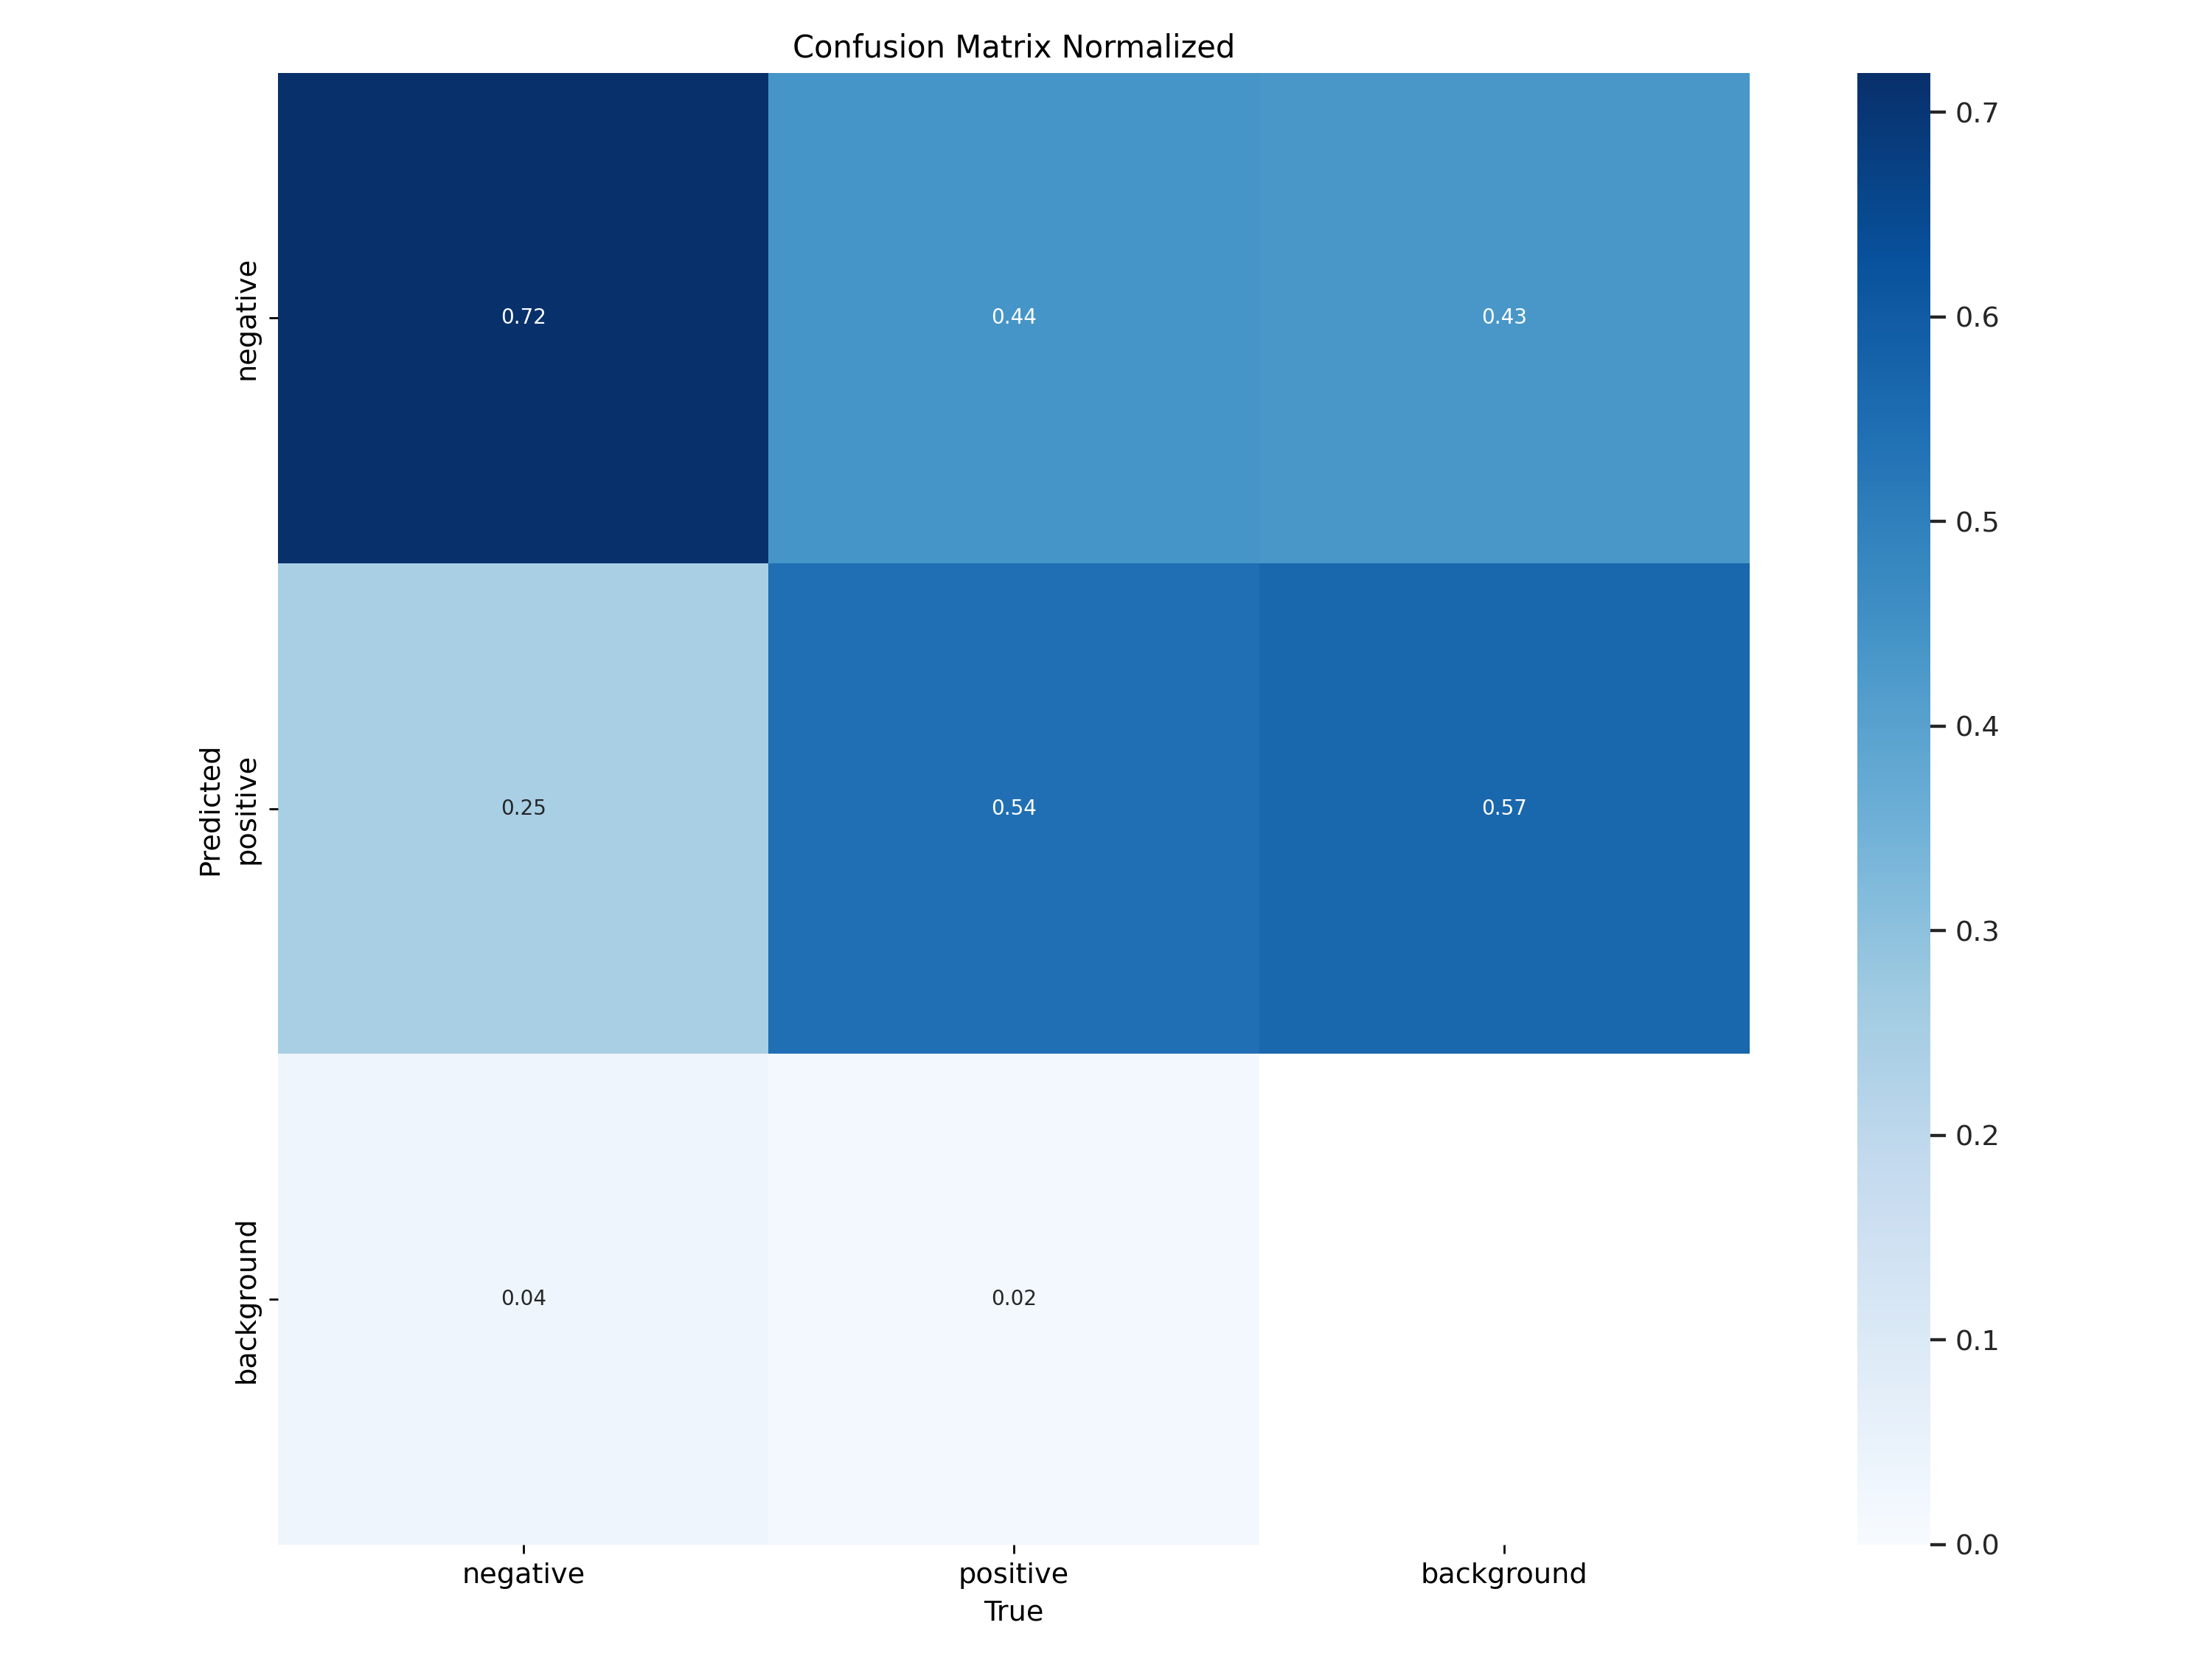 Confusion Matrix Normalized
negative
0.72
0.44
0.43
Predicted
positive
0.25
0.54
0.57
background
0.04
0.02
negative
positive
background
True
0.7
0.6
0.5
0.4
0.3
0.2
0.1
0.0